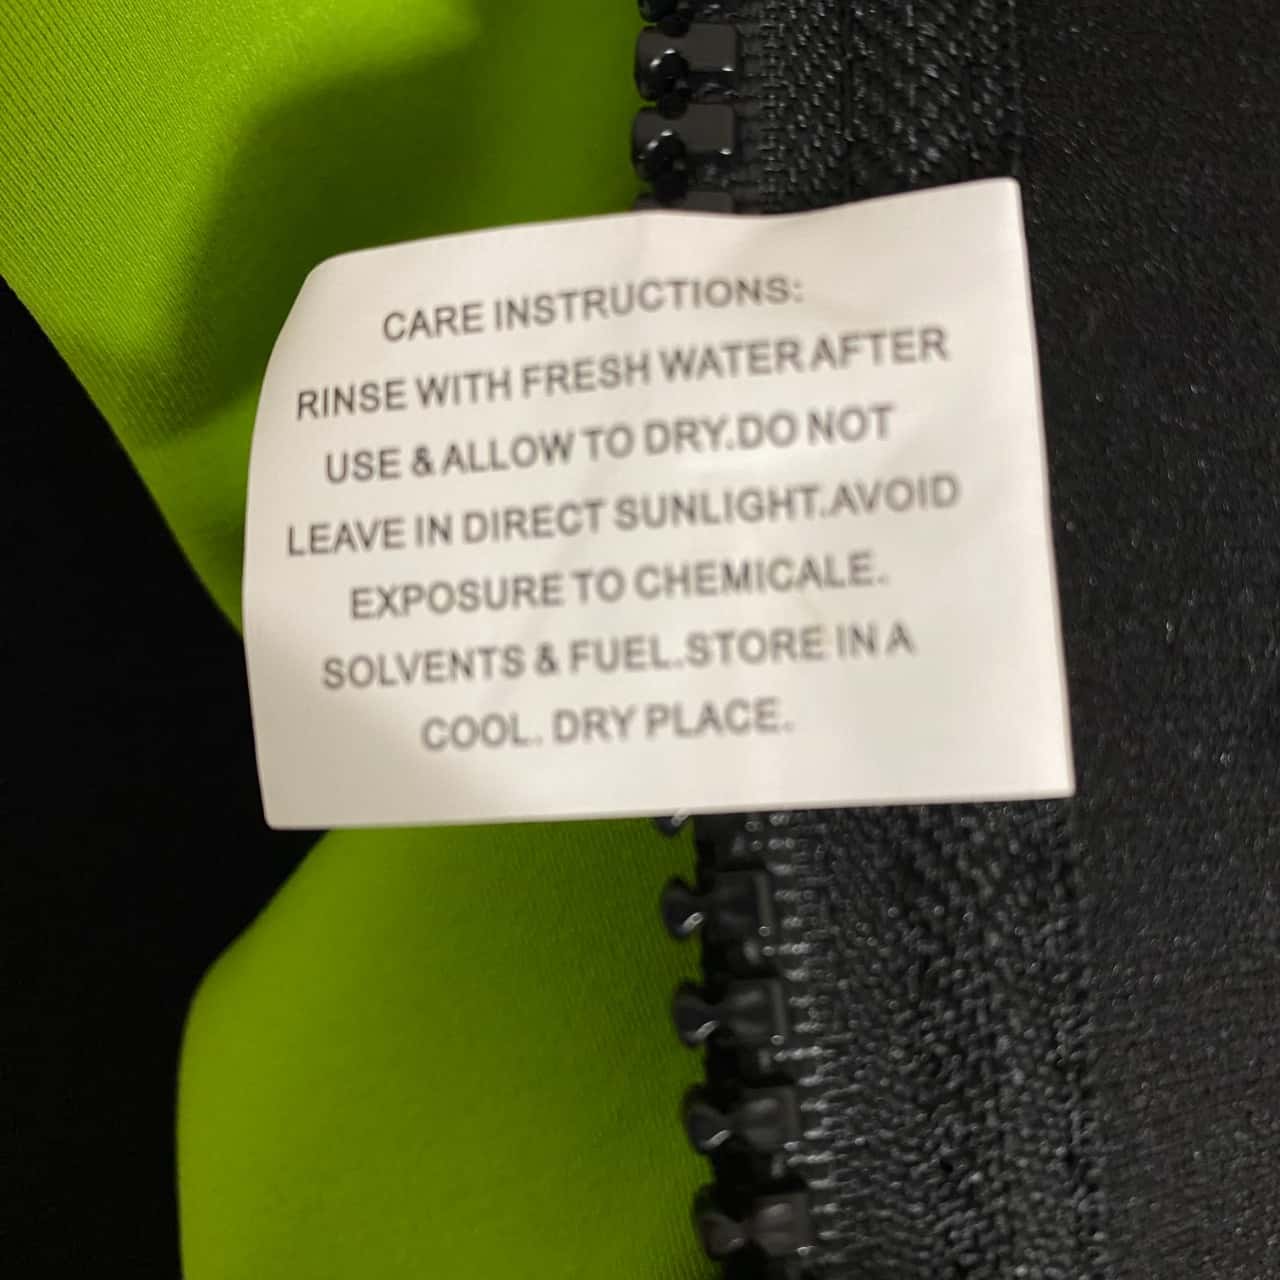 CARE INSTRUCTIONS:
RINSE WITH FRESH WATER AFTER
USE & ALLOW TO DRY.DO NOT
LEAVE IN DIRECT SUNLIGHT.AVOID
EXPOSURE TO CHEMICALE.
SOLVENTS & FUEL.STORE IN A
COOL. DRY PLACE.